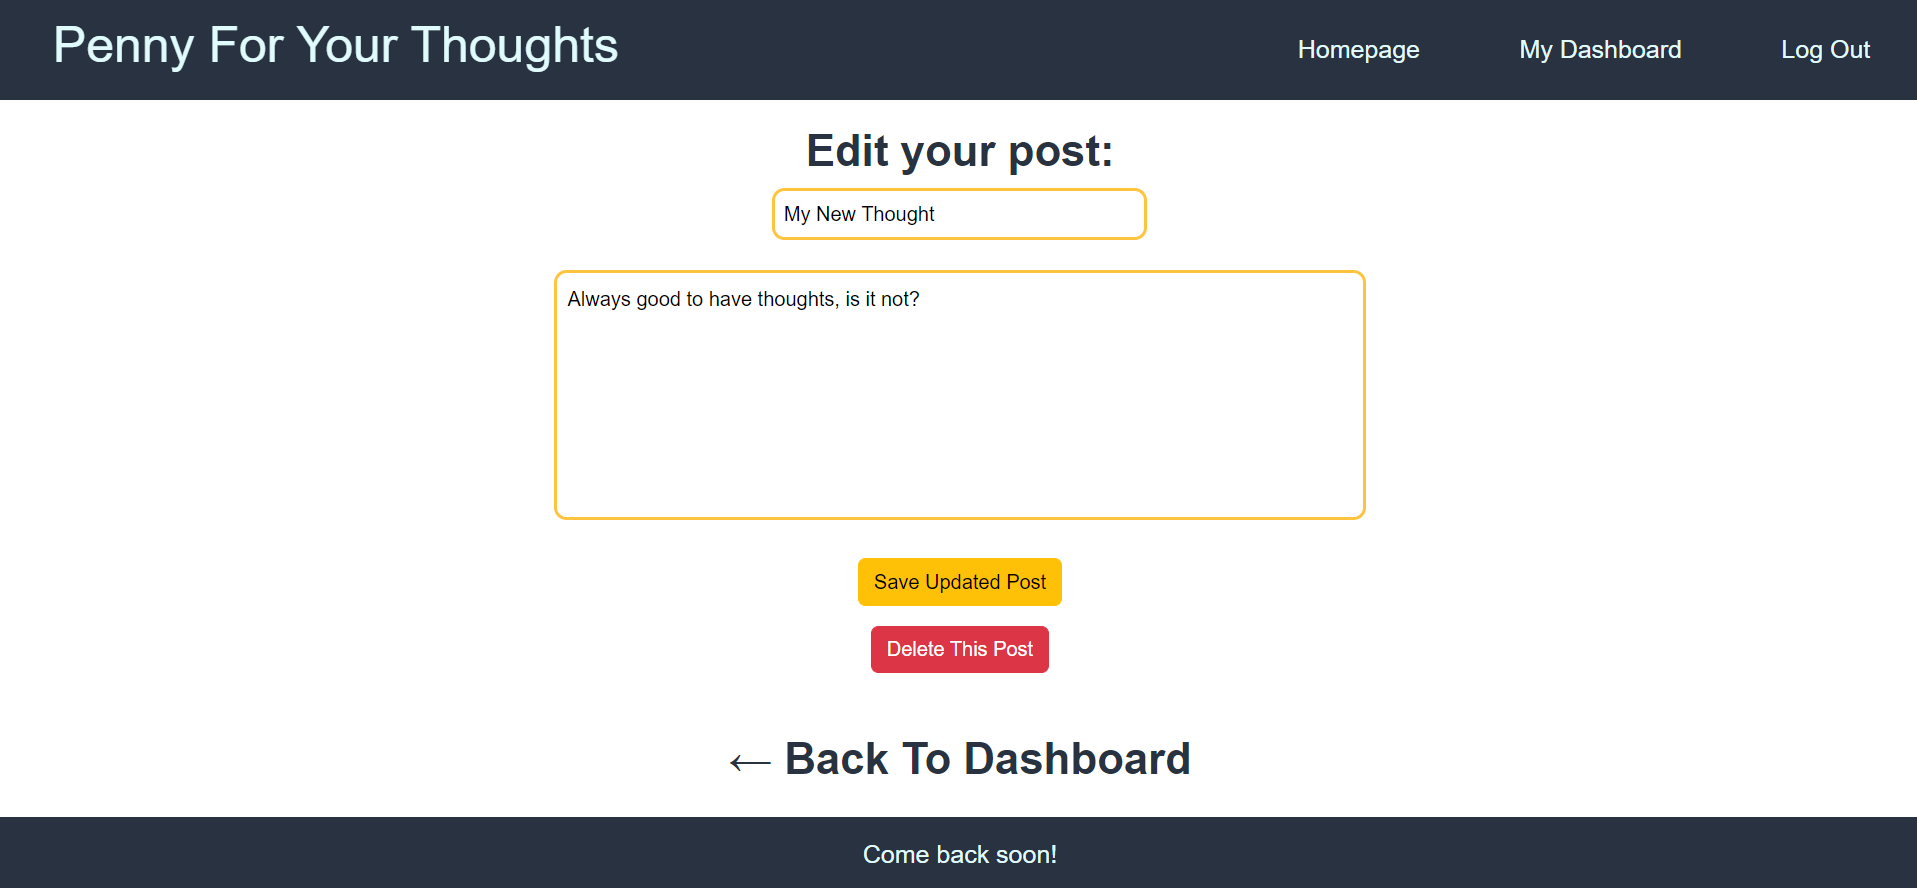 Penny For Your Thoughts
Homepage
My Dashboard
Log Out
Edit your post:
My New Thought
Always good to have thoughts, is it not?
Save Updated Post
Delete This Post
← Back To Dashboard
Come back soon!